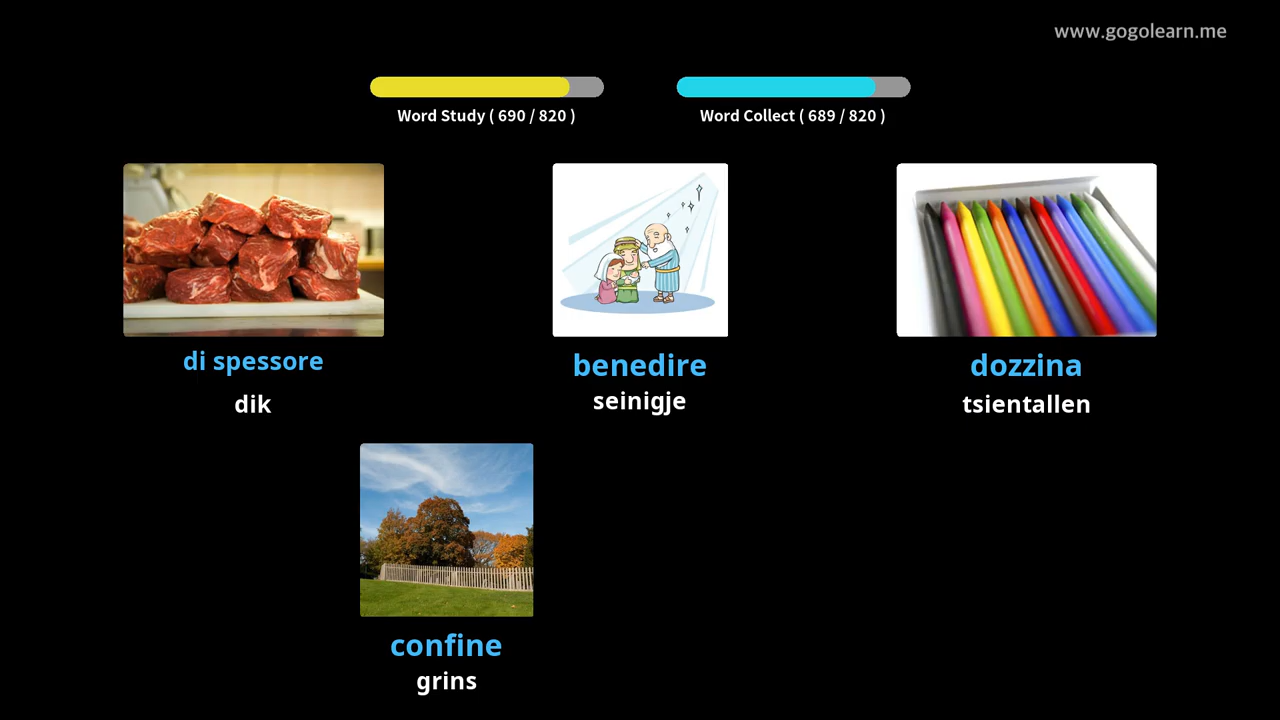 www.gogolearn.me
Word Study ( 690 / 820 )
Word Collect ( 689 / 820 )
di spessore
dik
benedire
seinigje
dozzina
tsientallen
confine
grins